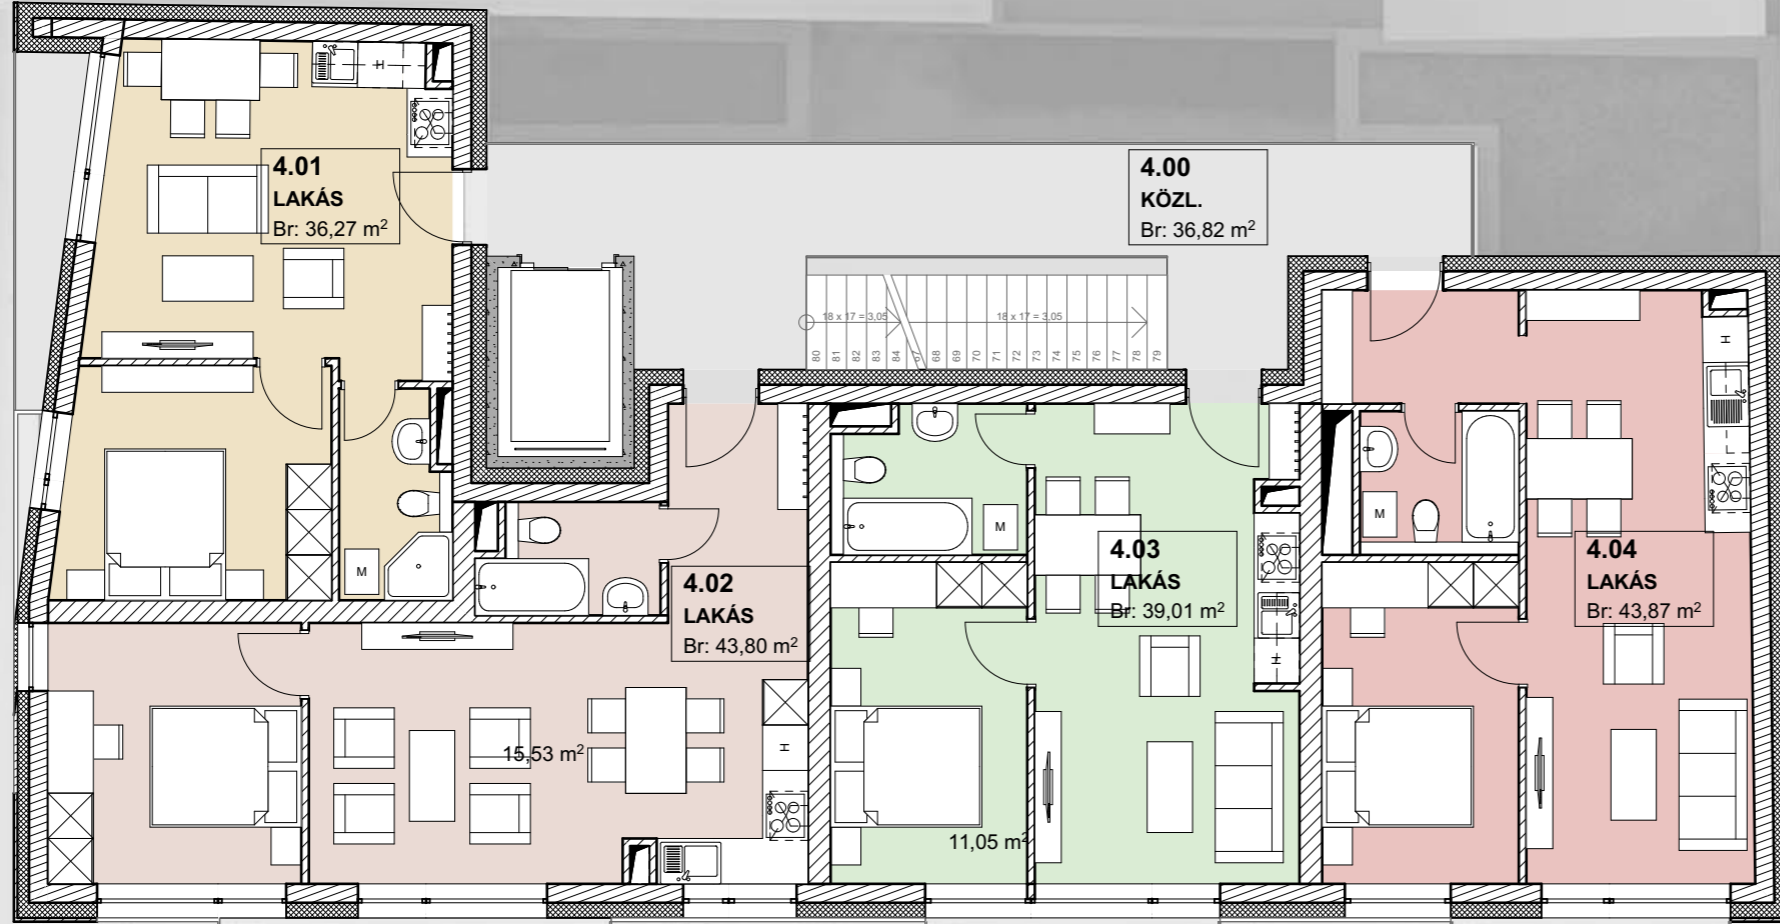 4.01
LAKÁS
Br: 36,27 m²
4.00
KÖZL.
Br: 36,82 m²
18 x 17 = 3,05
18 x 17 = 3,05
80 81 82 83 84 67 68 69 70 71 72 73 74 75 76 77 78 79
4.02
LAKÁS
Br: 43,80 m²
4.03
LAKÁS
Br: 39,01 m²
4.04
LAKÁS
Br: 43,87 m²
15,53 m²
11,05 m²
H
H
H
H
M
M
M